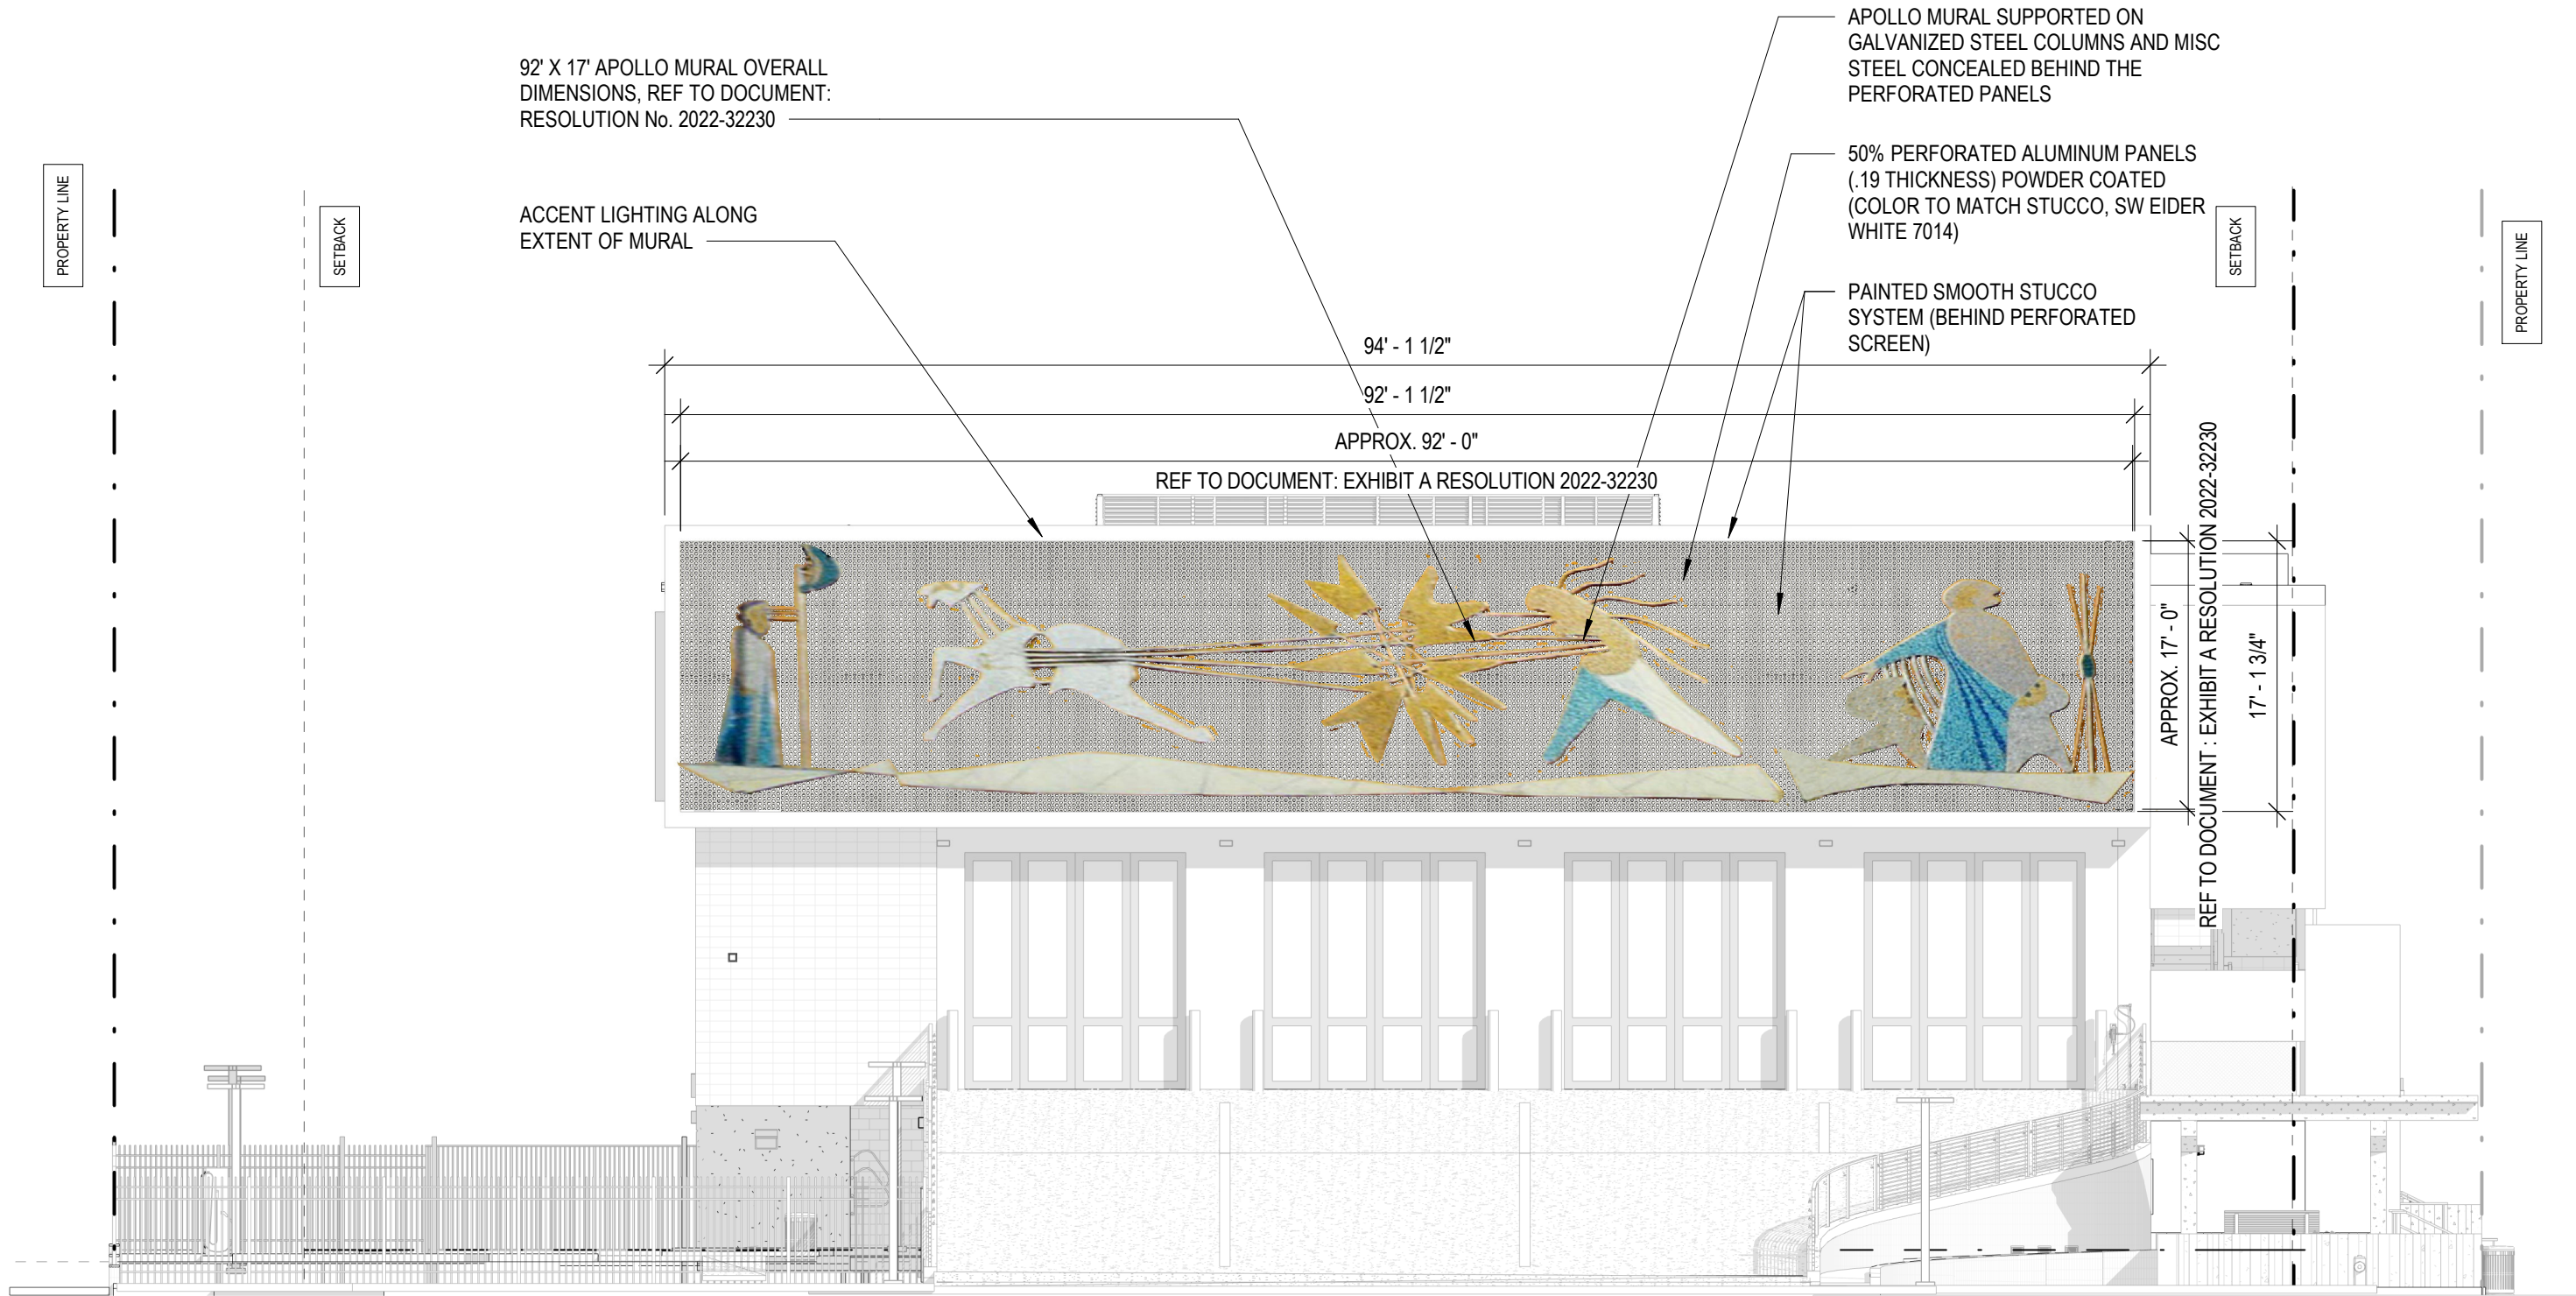 APOLLO MURAL SUPPORTED ON
GALVANIZED STEEL COLUMNS AND MISC
STEEL CONCEALED BEHIND THE
PERFORATED PANELS
92' X 17' APOLLO MURAL OVERALL
DIMENSIONS, REF TO DOCUMENT:
RESOLUTION No. 2022-32230
50% PERFORATED ALUMINUM PANELS
(.19 THICKNESS) POWDER COATED
(COLOR TO MATCH STUCCO, SW EIDER
WHITE 7014)
PROPERTY LINE
SETBACK
ACCENT LIGHTING ALONG
EXTENT OF MURAL
SETBACK
PROPERTY LINE
PAINTED SMOOTH STUCCO
SYSTEM (BEHIND PERFORATED
SCREEN)
94' - 1 1/2"
92' - 1 1/2"
APPROX. 92' - 0"
REF TO DOCUMENT: EXHIBIT A RESOLUTION 2022-32230
APPROX. 17' - 0"
REF TO DOCUMENT : EXHIBIT A RESOLUTION 2022-32230
17' - 1 3/4"